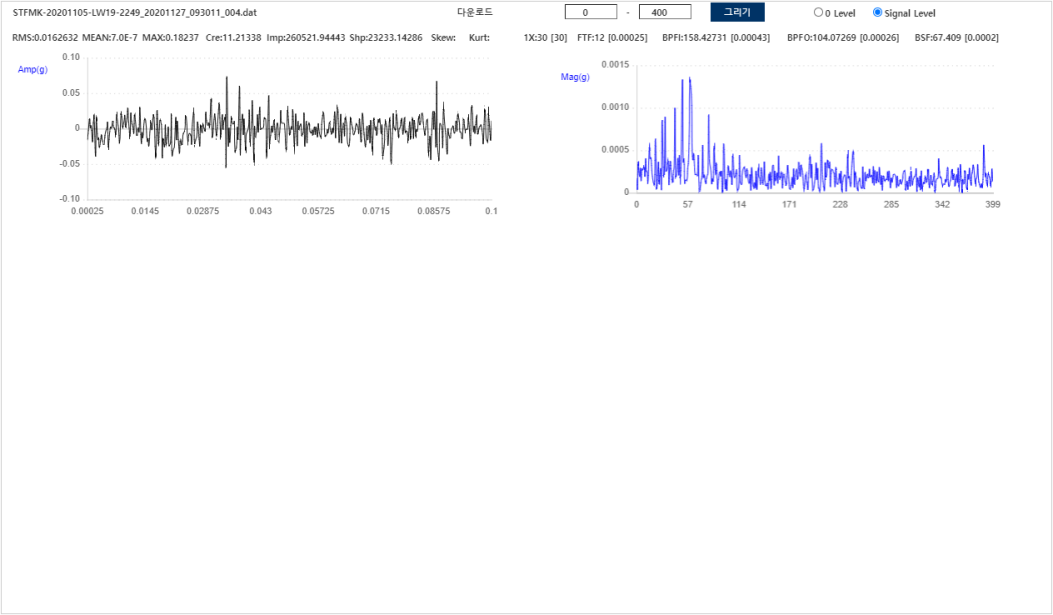 STFMK-20201105-LW19-2249_20201127_093011_004.dat 다운로드 0 - 400 그리기 0 Level Signal Level
RMS:0.0162632 MEAN:7.0E-7 MAX:0.18237 Cre:11.21338 Imp:260521.94443 Shp:23233.14286 Skew: Kurt: 1X:30 [30] FTF:12 [0.00025] BPFI:158.42731 [0.00043] BPFO:104.07269 [0.00026] BSF:67.409 [0.0002]
Amp(g)
0.10
0.05
0
-0.05
-0.10
0.00025 0.0145 0.02875 0.043 0.05725 0.0715 0.08575 0.1
Mag(g)
0.0015
0.0010
0.0005
0
0 57 114 171 228 285 342 399